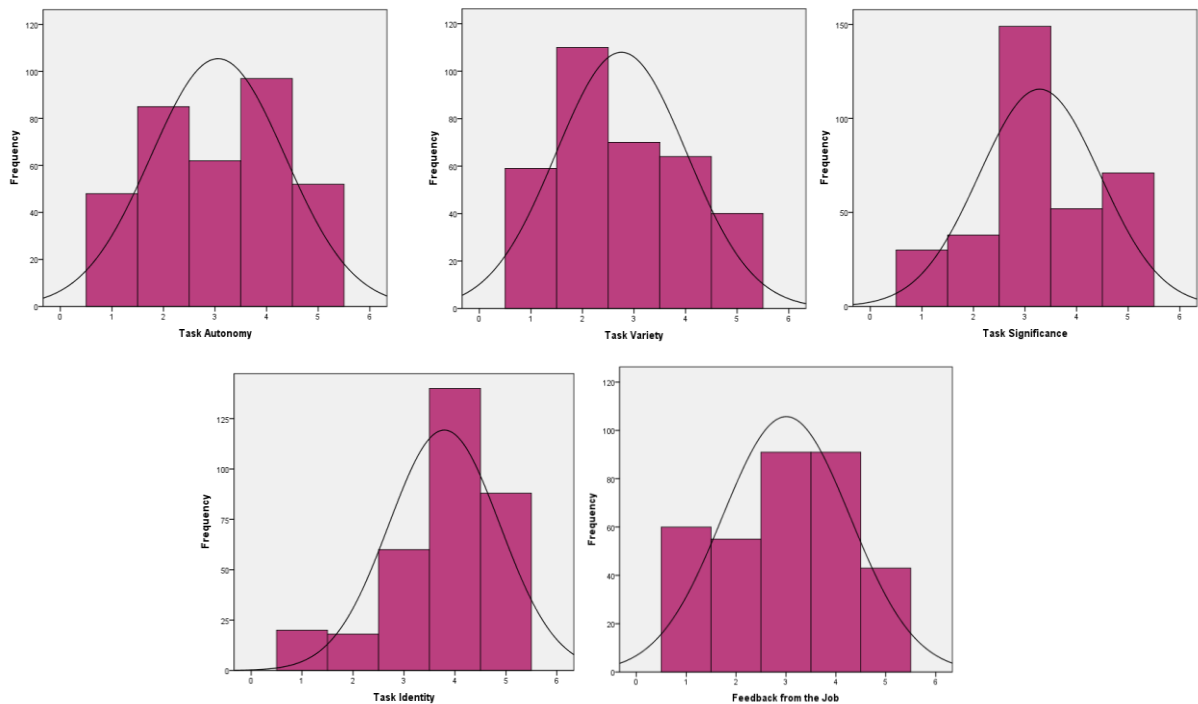 120
100
80
60
40
20
0
Frequency
0 1 2 3 4 5 6
Task Autonomy
120
100
80
60
40
20
0
Frequency
0 1 2 3 4 5 6
Task Variety
150
100
50
0
Frequency
0 1 2 3 4 5 6
Task Significance
125
100
75
50
25
0
Frequency
0 1 2 3 4 5 6
Task Identity
120
100
80
60
40
20
0
Frequency
0 1 2 3 4 5 6
Feedback from the Job